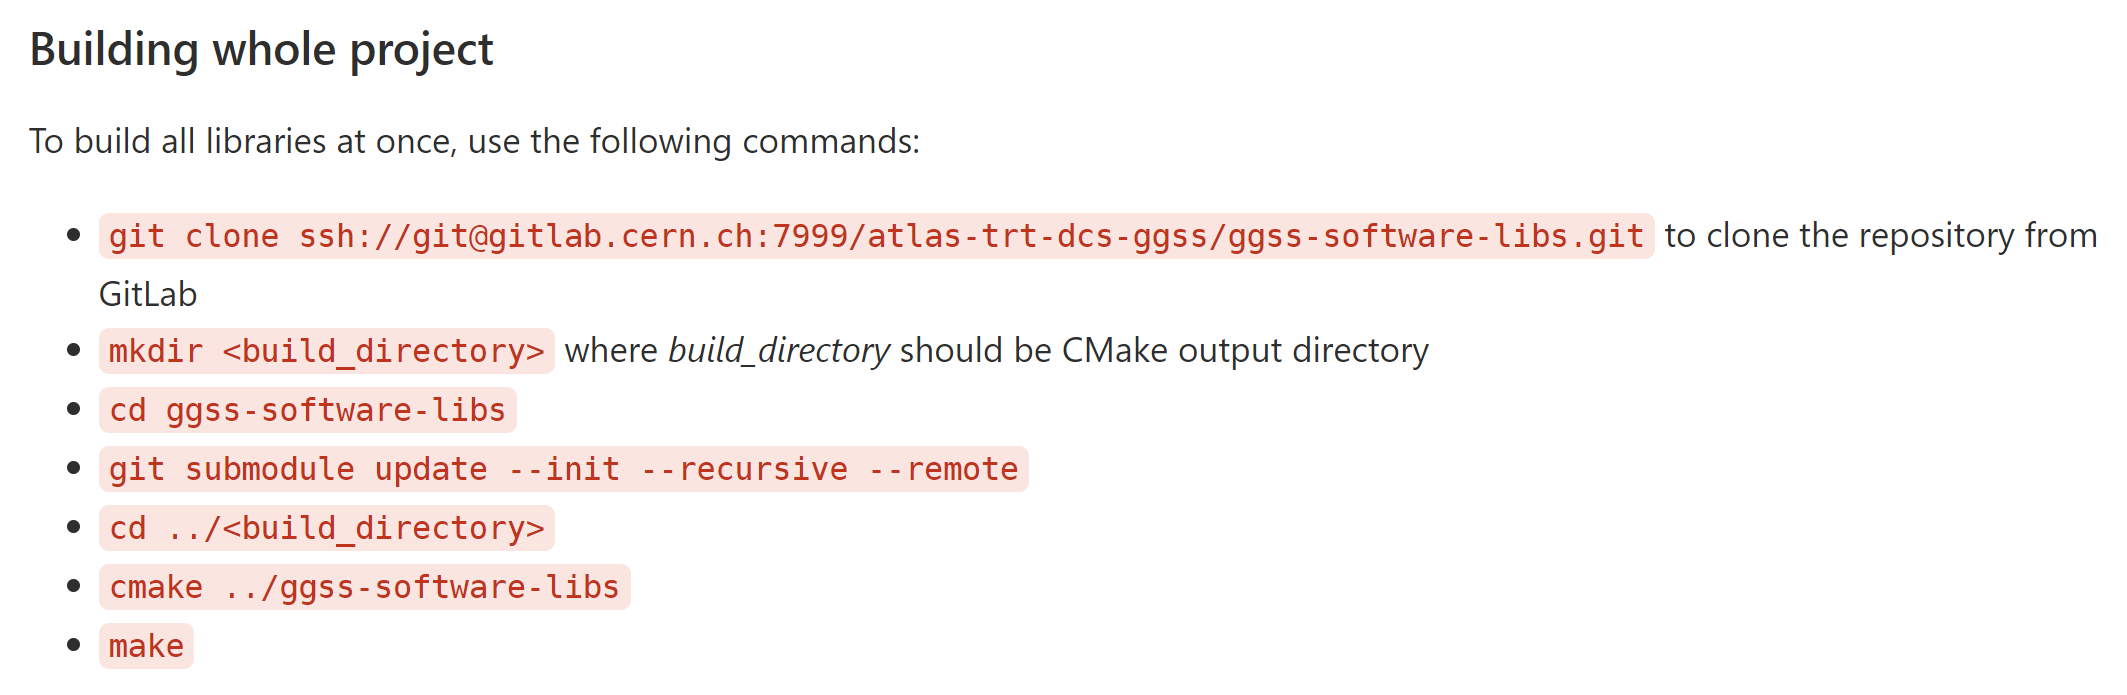 Building whole project
To build all libraries at once, use the following commands:
git clone ssh://git@gitlab.cern.ch:7999/atlas-trt-dcs-ggss/ggss-software-libs.git to clone the repository from
GitLab
mkdir <build_directory> where build_directory should be CMake output directory
cd ggss-software-libs
git submodule update --init --recursive --remote
cd ../<build_directory>
cmake ../ggss-software-libs
make